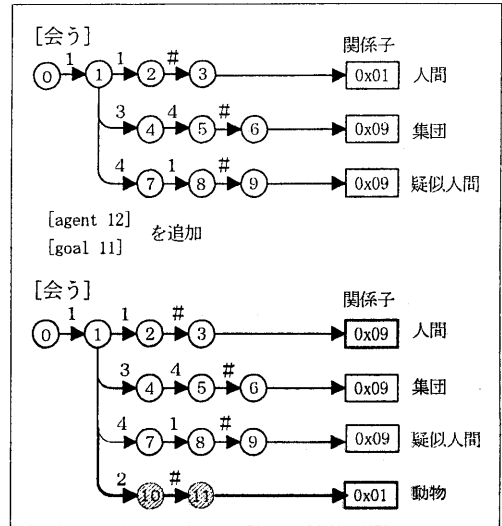 [会う]
関係子
1 1 #
0 1 2 3 0x01 人間
3 4 #
4 5 6 0x09 集団
4 1 #
7 8 9 0x09 疑似人間
[agent 12]
[goal 11] を追加
[会う]
関係子
1 1 #
0 1 2 3 0x09 人間
3 4 #
4 5 6 0x09 集団
4 1 #
7 8 9 0x09 疑似人間
2 #
10 11 0x01 動物